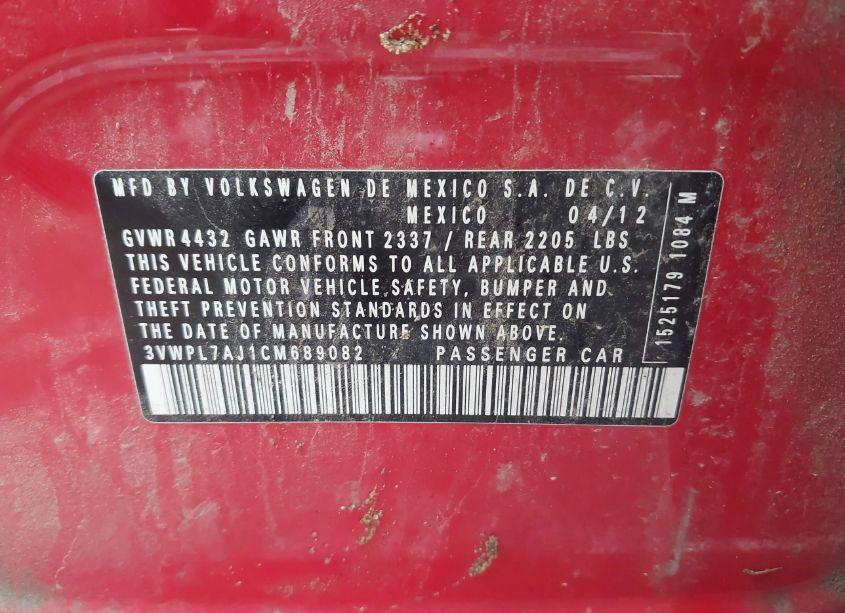 MFD BY VOLKSWAGEN DE MEXICO S.A. DE C.V.
MEXICO 04/12
GVWR 4432 GAWR FRONT 2337 / REAR 2205 LBS
THIS VEHICLE CONFORMS TO ALL APPLICABLE U.S.
FEDERAL MOTOR VEHICLE SAFETY, BUMPER AND
THEFT PREVENTION STANDARDS IN EFFECT ON
THE DATE OF MANUFACTURE SHOWN ABOVE.
3VWPL7AJ1CM689082 PASSENGER CAR
1525179 1084 M